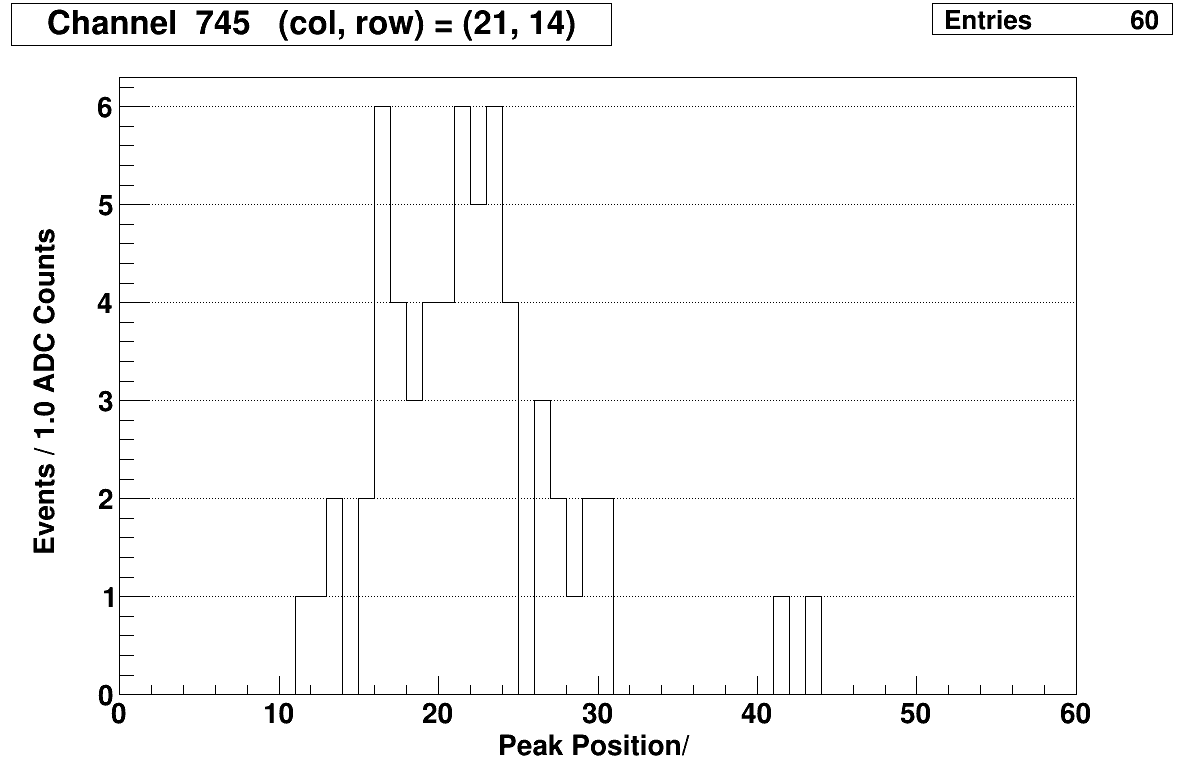 Channel 745 (col, row) = (21, 14)
Entries 60
Events / 1.0 ADC Counts
6
5
4
3
2
1
0
0 10 20 30 40 50 60
Peak Position/